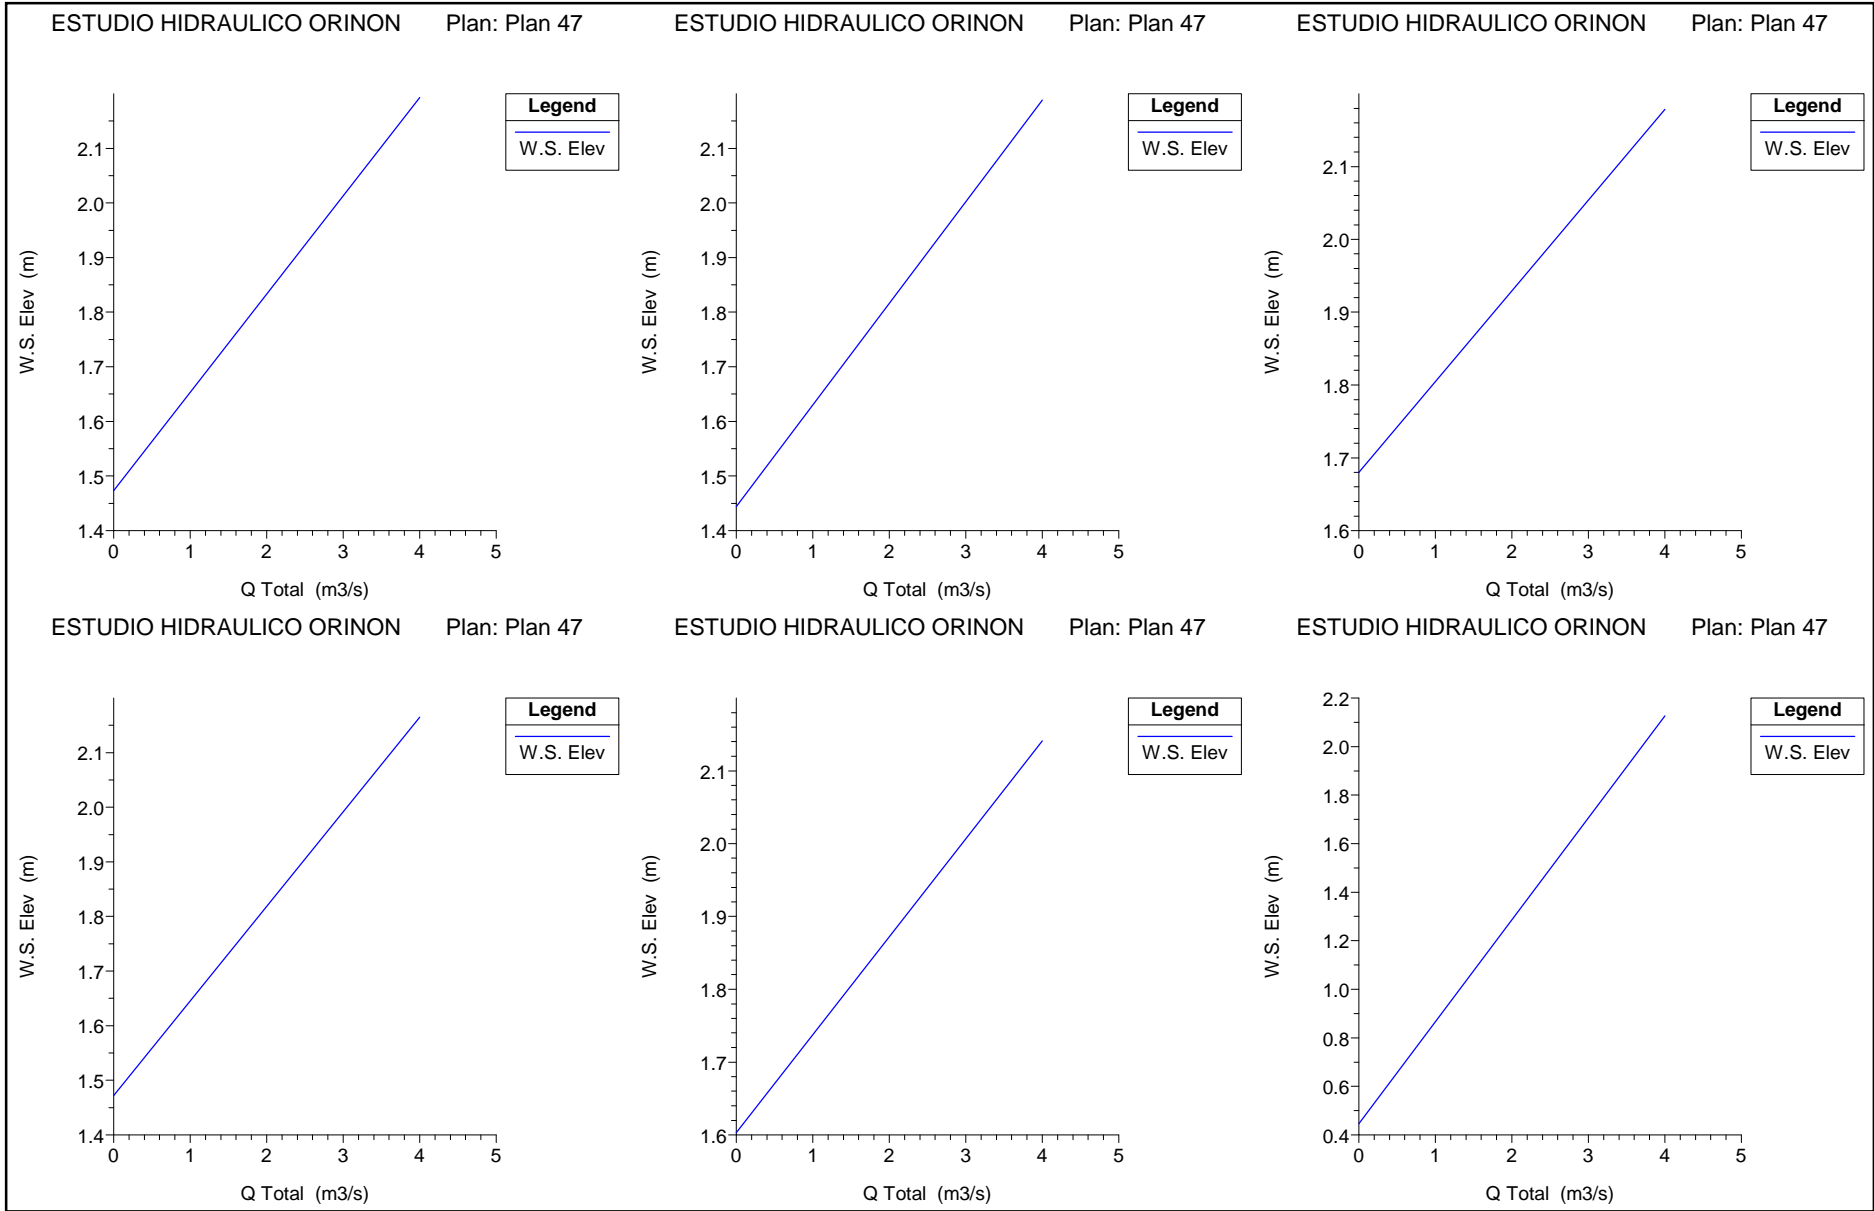 ESTUDIO HIDRAULICO ORINON Plan: Plan 47
Legend
W.S. Elev
2.1
2.0
1.9
1.8
1.7
1.6
1.5
1.4
0 1 2 3 4 5
W.S. Elev (m)
Q Total (m3/s)
ESTUDIO HIDRAULICO ORINON Plan: Plan 47
Legend
W.S. Elev
2.1
2.0
1.9
1.8
1.7
1.6
1.5
1.4
0 1 2 3 4 5
W.S. Elev (m)
Q Total (m3/s)
ESTUDIO HIDRAULICO ORINON Plan: Plan 47
Legend
W.S. Elev
2.1
2.0
1.9
1.8
1.7
1.6
0 1 2 3 4 5
W.S. Elev (m)
Q Total (m3/s)
ESTUDIO HIDRAULICO ORINON Plan: Plan 47
Legend
W.S. Elev
2.1
2.0
1.9
1.8
1.7
1.6
1.5
1.4
0 1 2 3 4 5
W.S. Elev (m)
Q Total (m3/s)
ESTUDIO HIDRAULICO ORINON Plan: Plan 47
Legend
W.S. Elev
2.1
2.0
1.9
1.8
1.7
1.6
0 1 2 3 4 5
W.S. Elev (m)
Q Total (m3/s)
ESTUDIO HIDRAULICO ORINON Plan: Plan 47
Legend
W.S. Elev
2.2
2.0
1.8
1.6
1.4
1.2
1.0
0.8
0.6
0.4
0 1 2 3 4 5
W.S. Elev (m)
Q Total (m3/s)